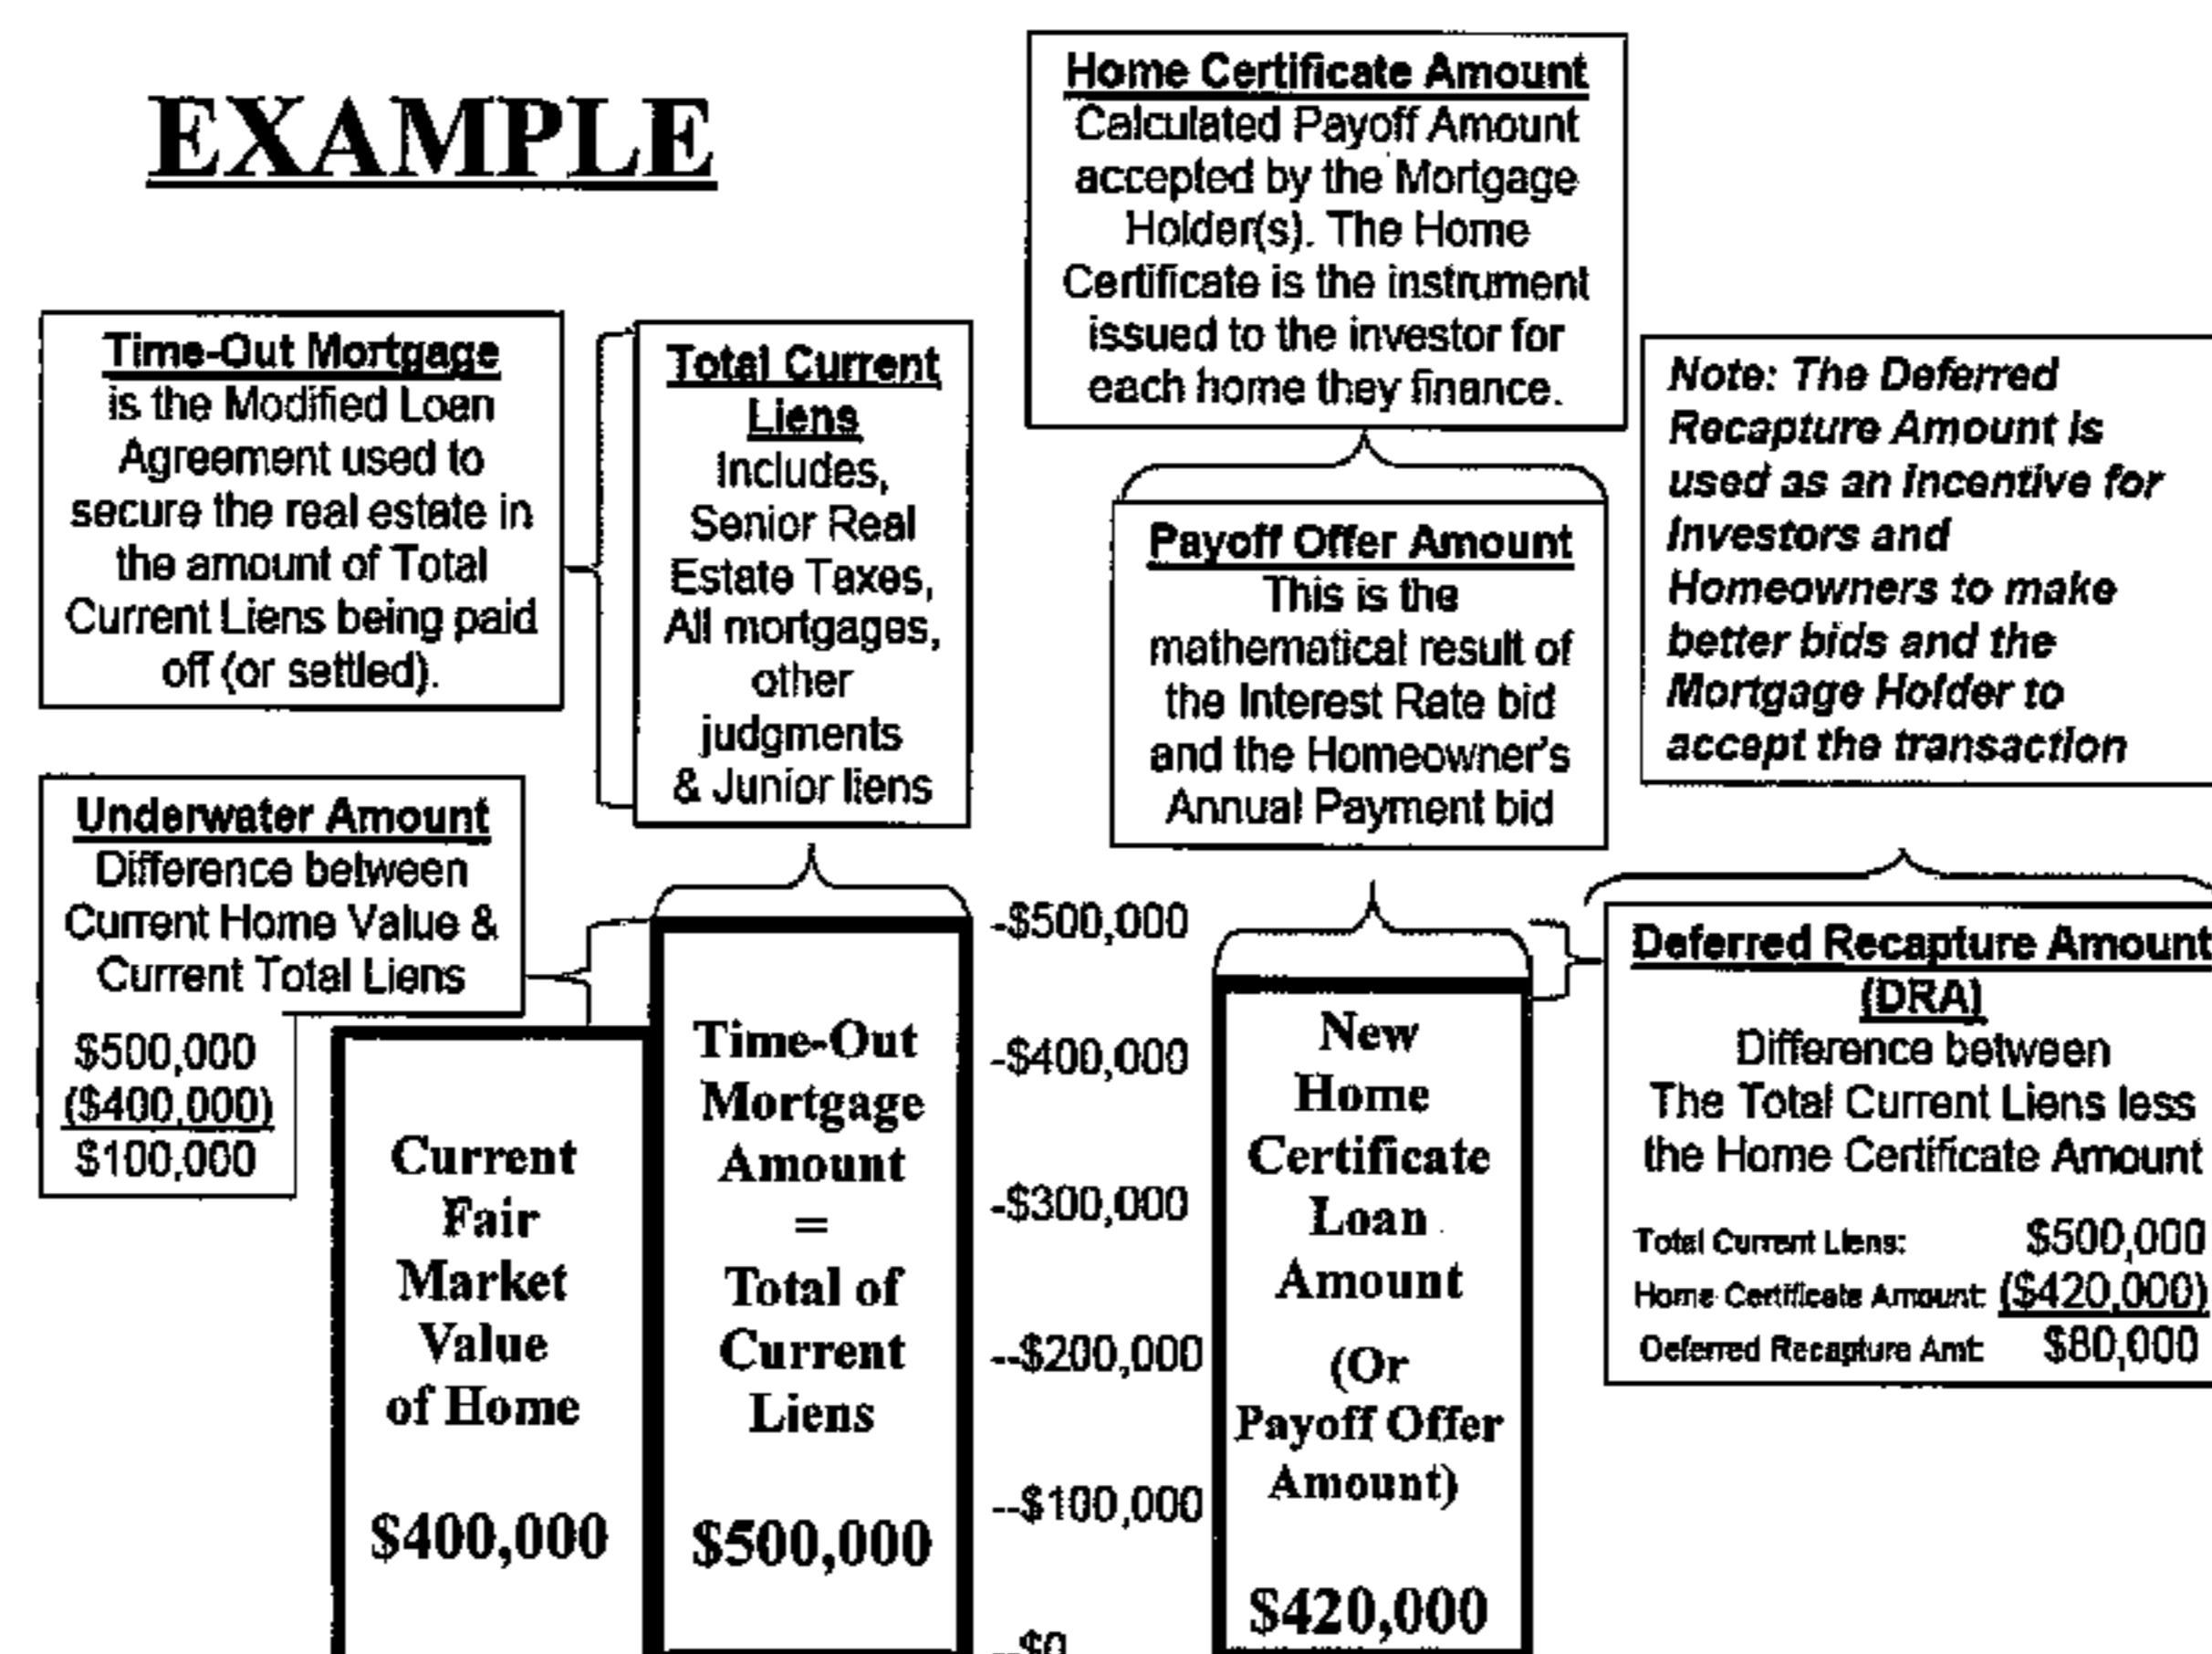 EXAMPLE
Home Certificate Amount
Calculated Payoff Amount
accepted by the Mortgage
Holder(s). The Home
Certificate is the instrument
issued to the investor for
each home they finance.
Time-Out Mortgage
is the Modified Loan
Agreement used to
secure the real estate in
the amount of Total
Current Liens being paid
off (or settled).
Total Current
Liens
Includes,
Senior Real
Estate Taxes,
All mortgages,
other
judgments
& Junior liens
Payoff Offer Amount
This is the
mathematical result of
the Interest Rate bid
and the Homeowner's
Annual Payment bid
Note: The Deferred
Recapture Amount is
used as an incentive for
Investors and
Homeowners to make
better bids and the
Mortgage Holder to
accept the transaction
Underwater Amount
Difference between
Current Home Value &
Current Total Liens
$500,000
($400,000)
$100,000
Current
Fair
Market
Value
of Home
$400,000
Time-Out
Mortgage
Amount
=
Total of
Current
Liens
$500,000
-$500,000
-$400,000
-$300,000
--$200,000
--$100,000
--$0
New
Home
Certificate
Loan
Amount
(Or
Payoff Offer
Amount)
$420,000
Deferred Recapture Amount
(DRA)
Difference between
The Total Current Liens less
the Home Certificate Amount
Total Current Liens: $500,000
Home Certificate Amount: ($420,000)
Deferred Recapture Amt: $80,000